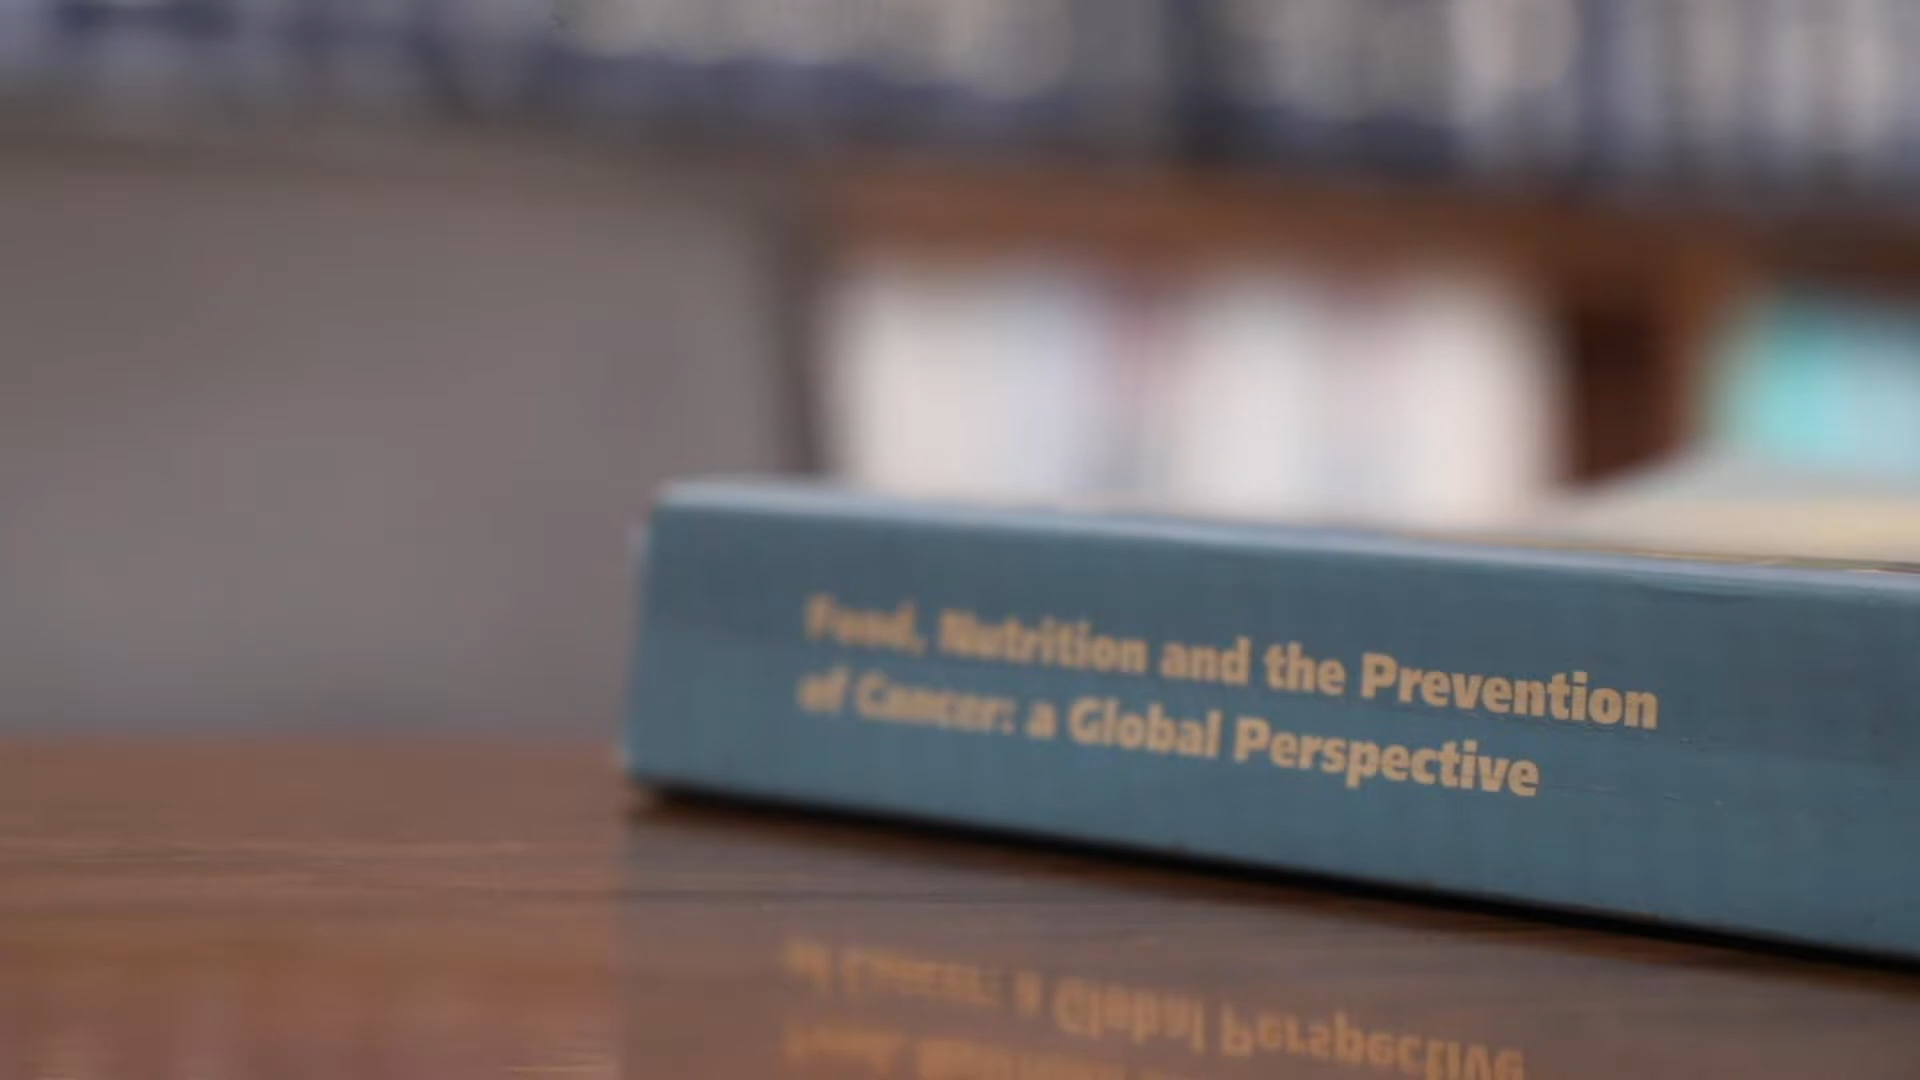 Food, Nutrition and the Prevention
of Cancer: a Global Perspective